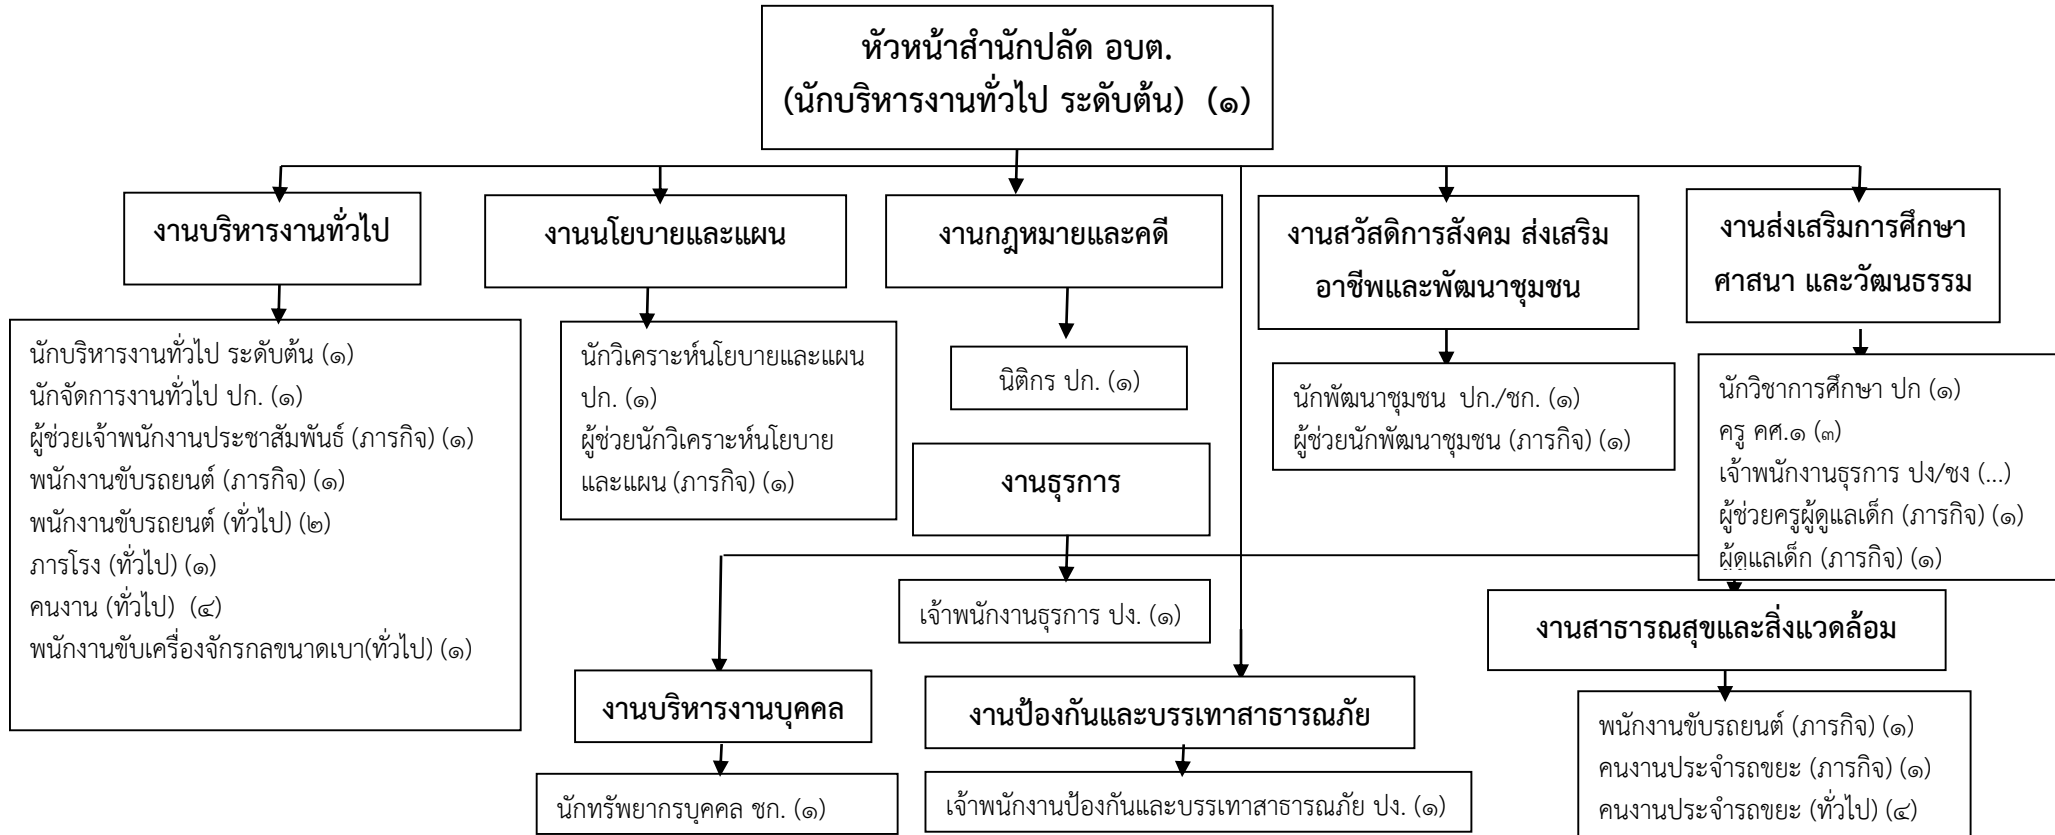 หัวหน้าสำนักปลัด อบต.
(นักบริหารงานทั่วไป ระดับต้น) (๑)
งานบริหารงานทั่วไป
นักบริหารงานทั่วไป ระดับต้น (๑)
นักจัดการงานทั่วไป ปก. (๑)
ผู้ช่วยเจ้าพนักงานประชาสัมพันธ์ (ภารกิจ) (๑)
พนักงานขับรถยนต์ (ภารกิจ) (๑)
พนักงานขับรถยนต์ (ทั่วไป) (๒)
ภารโรง (ทั่วไป) (๑)
คนงาน (ทั่วไป) (๔)
พนักงานขับเครื่องจักรกลขนาดเบา(ทั่วไป) (๑)
งานนโยบายและแผน
นักวิเคราะห์นโยบายและแผน
ปก. (๑)
ผู้ช่วยนักวิเคราะห์นโยบาย
และแผน (ภารกิจ) (๑)
งานกฎหมายและคดี
นิติกร ปก. (๑)
งานสวัสดิการสังคม ส่งเสริม
อาชีพและพัฒนาชุมชน
นักพัฒนาชุมชน ปก./ชก. (๑)
ผู้ช่วยนักพัฒนาชุมชน (ภารกิจ) (๑)
งานส่งเสริมการศึกษา
ศาสนา และวัฒนธรรม
นักวิชาการศึกษา ปก (๑)
ครู คศ.๑ (๓)
เจ้าพนักงานธุรการ ปง/ชง (...)
ผู้ช่วยครูผู้ดูแลเด็ก (ภารกิจ) (๑)
ผู้ดูแลเด็ก (ภารกิจ) (๑)
งานธุรการ
เจ้าพนักงานธุรการ ปง. (๑)
งานบริหารงานบุคคล
นักทรัพยากรบุคคล ชก. (๑)
งานป้องกันและบรรเทาสาธารณภัย
เจ้าพนักงานป้องกันและบรรเทาสาธารณภัย ปง. (๑)
งานสาธารณสุขและสิ่งแวดล้อม
พนักงานขับรถยนต์ (ภารกิจ) (๑)
คนงานประจำรถขยะ (ภารกิจ) (๑)
คนงานประจำรถขยะ (ทั่วไป) (๔)